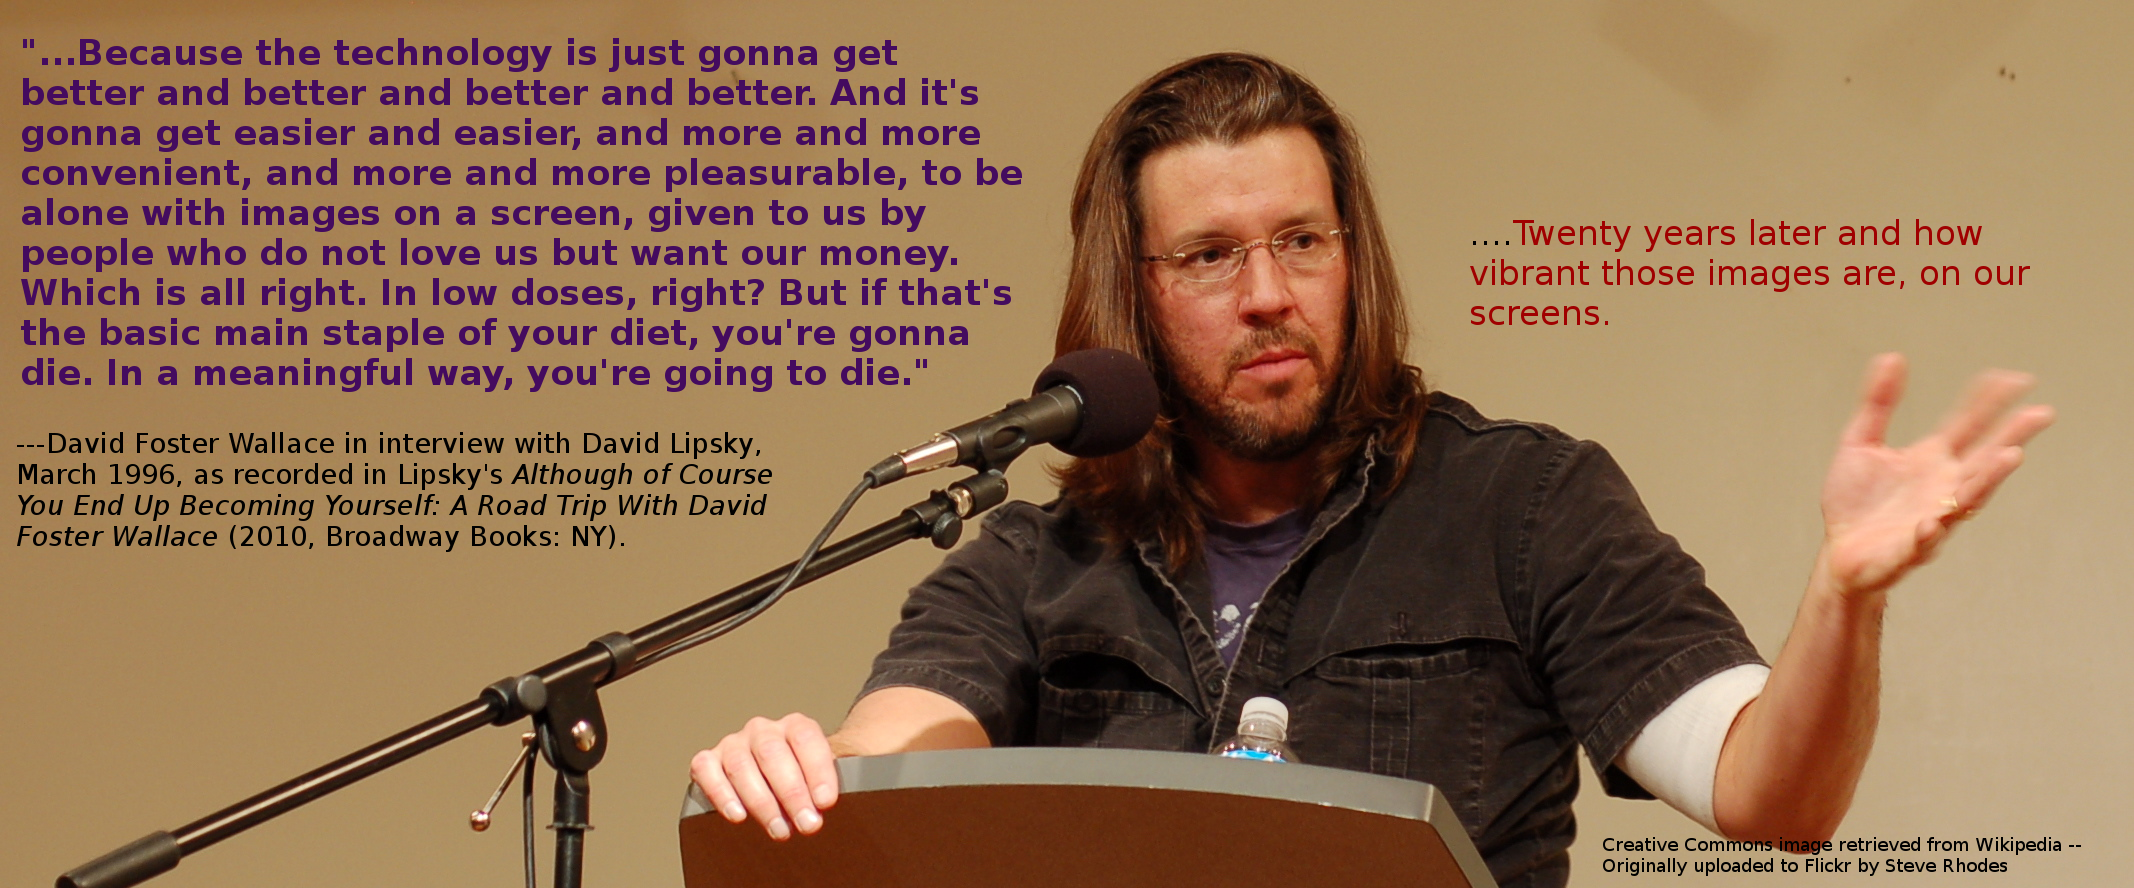 "...Because the technology is just gonna get
better and better and better and better. And it's
gonna get easier and easier, and more and more
convenient, and more and more pleasurable, to be
alone with images on a screen, given to us by
people who do not love us but want our money.
Which is all right. In low doses, right? But if that's
the basic main staple of your diet, you're gonna
die. In a meaningful way, you're going to die."
---David Foster Wallace in interview with David Lipsky,
March 1996, as recorded in Lipsky's Although of Course
You End Up Becoming Yourself: A Road Trip With David
Foster Wallace (2010, Broadway Books: NY).
....Twenty years later and how
vibrant those images are, on our
screens.
Creative Commons image retrieved from Wikipedia --
Originally uploaded to Flickr by Steve Rhodes